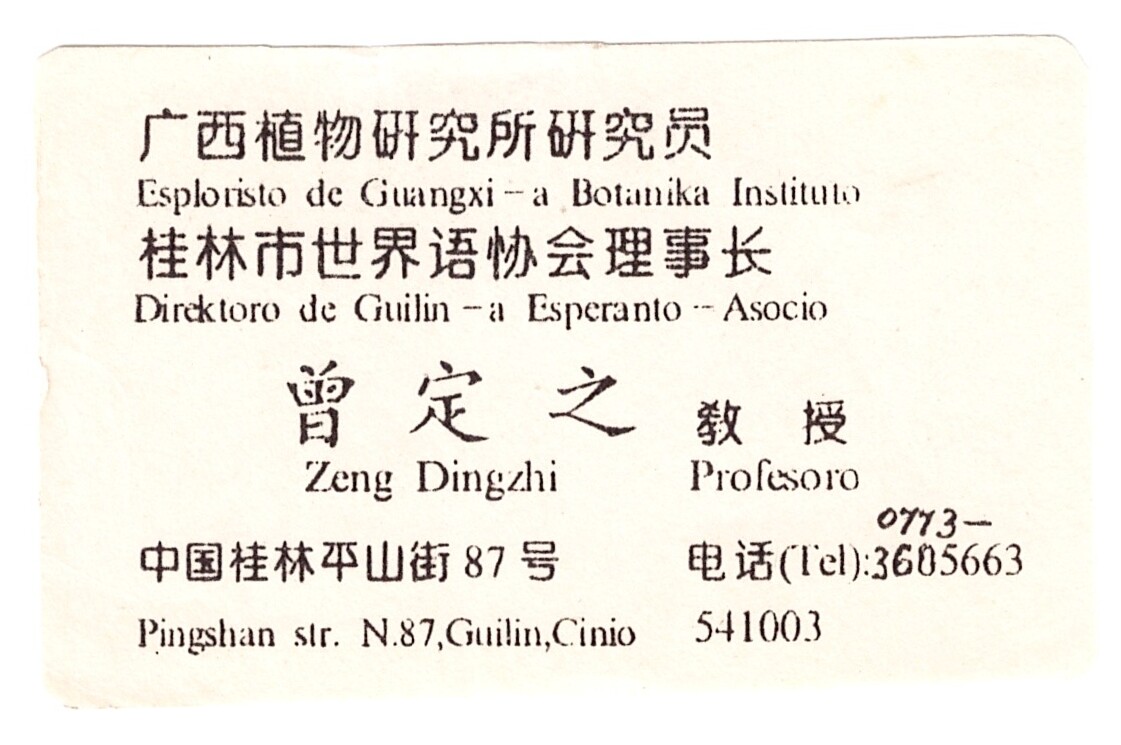 广西植物研究所研究员
Esploristo de Guangxi-a Botanika Instituto
桂林市世界语协会理事长
Direktoro de Guilin-a Esperanto-Asocio
曾 定 之 教 授
Zeng Dingzhi Profesoro
0773-
中国桂林平山街 87 号 电话(Tel):3605663
Pingshan str. N.87,Guilin,Cinio 541003